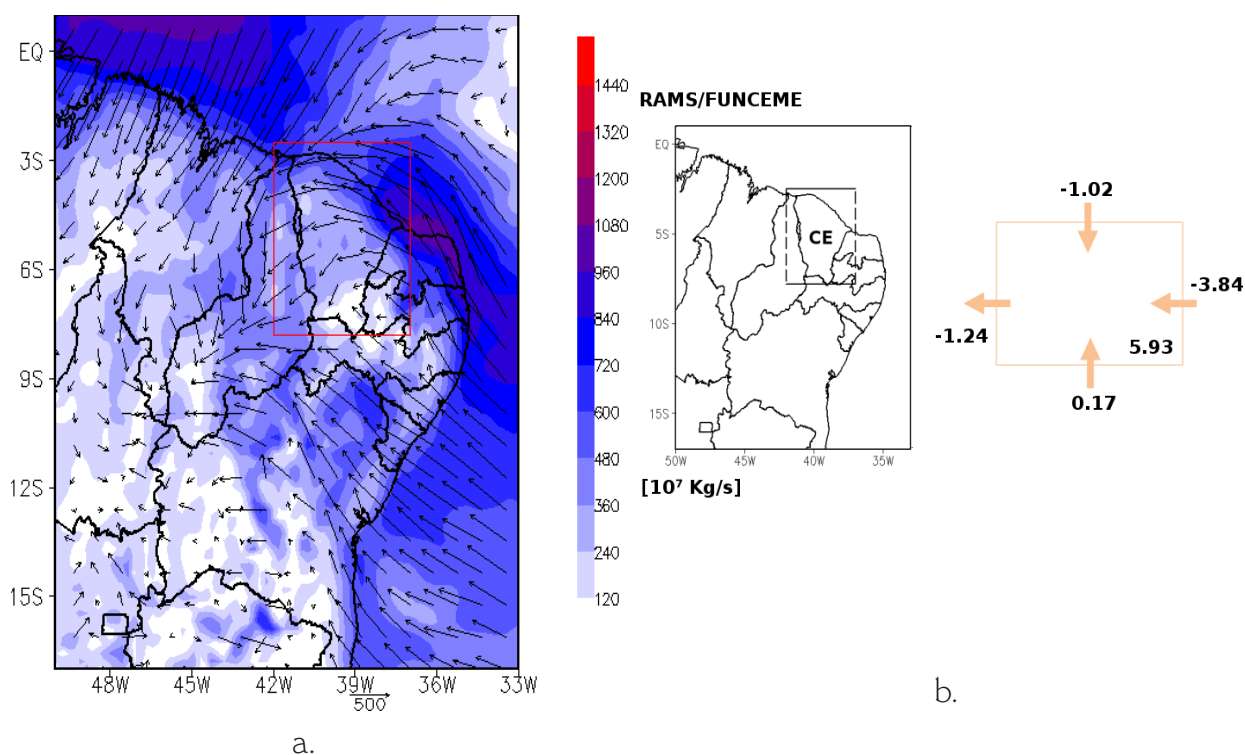 EQ
3S
6S
9S
12S
15S
48W 45W 42W 39W 36W 33W
500
a.
1440
1320
1200
1080
960
840
720
600
480
360
240
120
RAMS/FUNCEME
EQ
5S
10S
15S
50W 45W 40W 35W
CE
[10⁷ Kg/s]
-1.02
-3.84
-1.24
5.93
0.17
b.